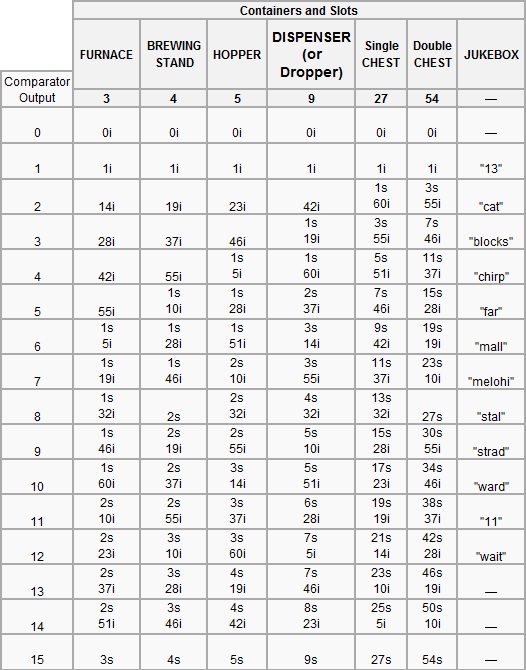 Containers and Slots
FURNACE BREWING STAND HOPPER DISPENSER (or Dropper) Single CHEST Double CHEST JUKEBOX
Comparator Output 3 4 5 9 27 54 —
0 0i 0i 0i 0i 0i 0i —
1 1i 1i 1i 1i 1i 1i "13"
2 14i 19i 23i 42i 1s 60i 3s 55i "cat"
3 28i 37i 46i 1s 19i 3s 55i 7s 46i "blocks"
4 42i 55i 1s 5i 1s 60i 5s 51i 11s 37i "chirp"
5 55i 1s 10i 1s 28i 2s 37i 7s 46i 15s 28i "far"
6 1s 5i 1s 28i 1s 51i 3s 14i 9s 42i 19s 19i "mall"
7 1s 19i 1s 46i 2s 10i 3s 55i 11s 37i 23s 10i "melohi"
8 1s 32i 2s 2s 32i 4s 32i 13s 32i 27s "stal"
9 1s 46i 2s 19i 2s 55i 5s 10i 15s 28i 30s 55i "strad"
10 1s 60i 2s 37i 3s 14i 5s 51i 17s 23i 34s 46i "ward"
11 2s 10i 2s 55i 3s 37i 6s 28i 19s 19i 38s 37i "11"
12 2s 23i 3s 10i 3s 60i 7s 5i 21s 14i 42s 28i "wait"
13 2s 37i 3s 28i 4s 19i 7s 46i 23s 10i 46s 19i —
14 2s 51i 3s 46i 4s 42i 8s 23i 25s 5i 50s 10i —
15 3s 4s 5s 9s 27s 54s —